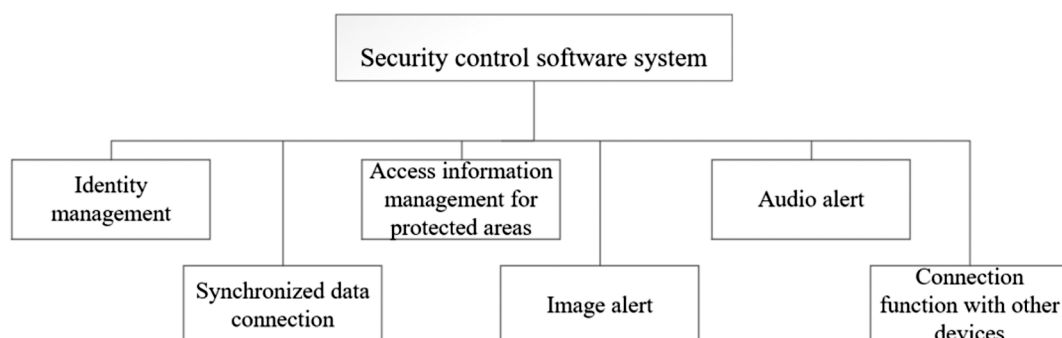 Security control software system
Identity
management
Access information
management for
protected areas
Audio alert
Synchronized data
connection
Image alert
Connection
function with other
devices